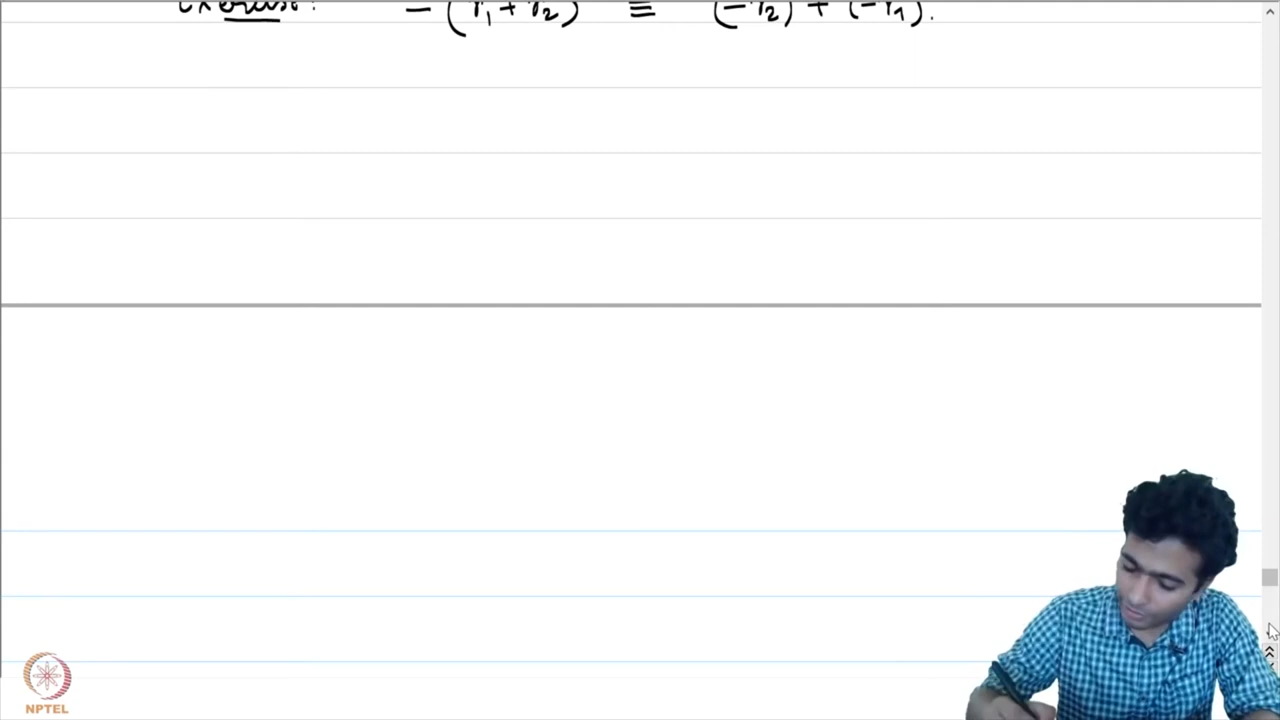 Exercise: - (γ₁ + γ₂) ≡ (-γ₂) + (-γ₁).
NPTEL